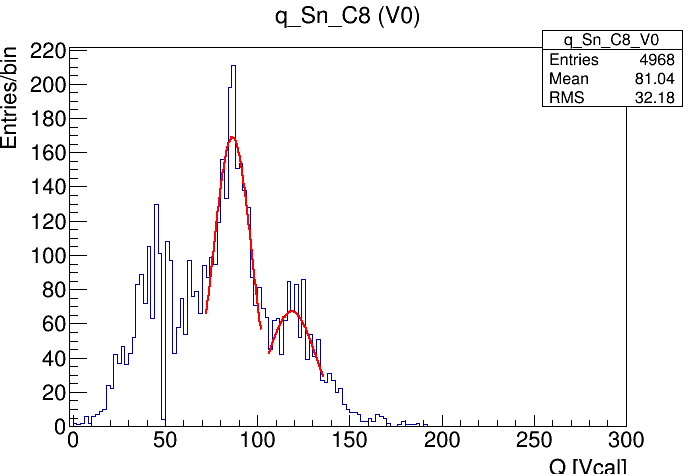 q_Sn_C8 (V0)
q_Sn_C8_V0
Entries 4968
Mean 81.04
RMS 32.18
Entries/bin
220
200
180
160
140
120
100
80
60
40
20
0
0 50 100 150 200 250 300
Q [Vcal]